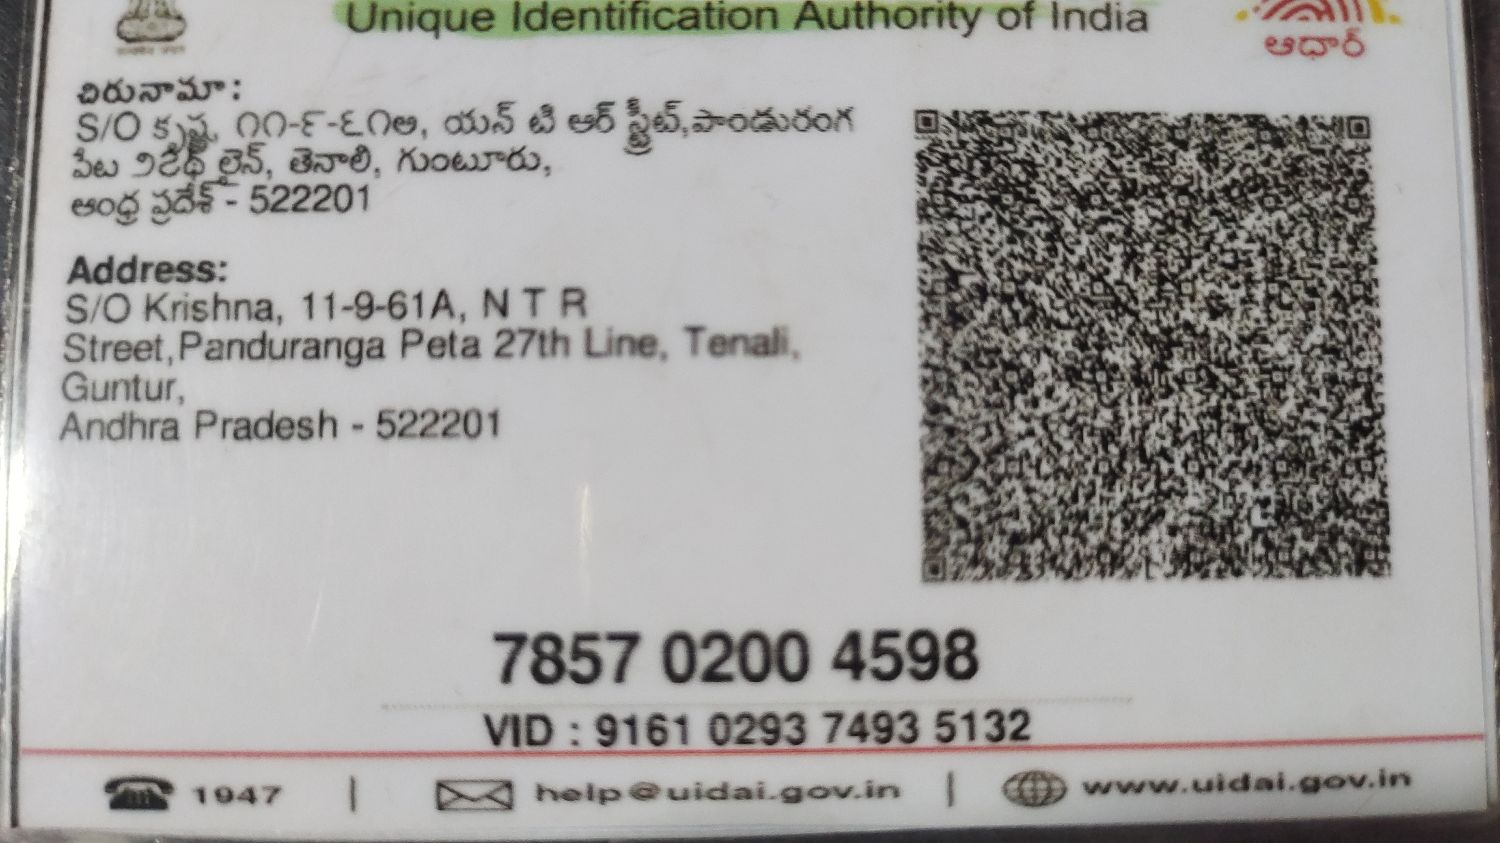 Unique Identification Authority of India
ఆధార్
చిరునామా:
S/O కృష్ణ, ౧౧-౯-౬౧అ, యన్ టి ఆర్ స్ట్రీట్,పాండురంగ
పేట ౨౭థ్ లైన్, తెనాలి, గుంటూరు,
ఆంధ్ర ప్రదేశ్ - 522201
Address:
S/O Krishna, 11-9-61A, N T R
Street,Panduranga Peta 27th Line, Tenali,
Guntur,
Andhra Pradesh - 522201
7857 0200 4598
VID : 9161 0293 7493 5132
1947 | help@uidai.gov.in | www.uidai.gov.in